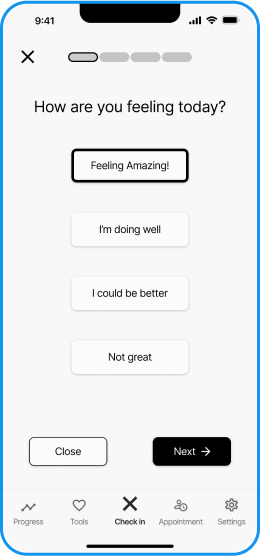 9:41
How are you feeling today?
Feeling Amazing!
I'm doing well
I could be better
Not great
Close
Next →
Progress
Tools
Check in
Appointment
Settings